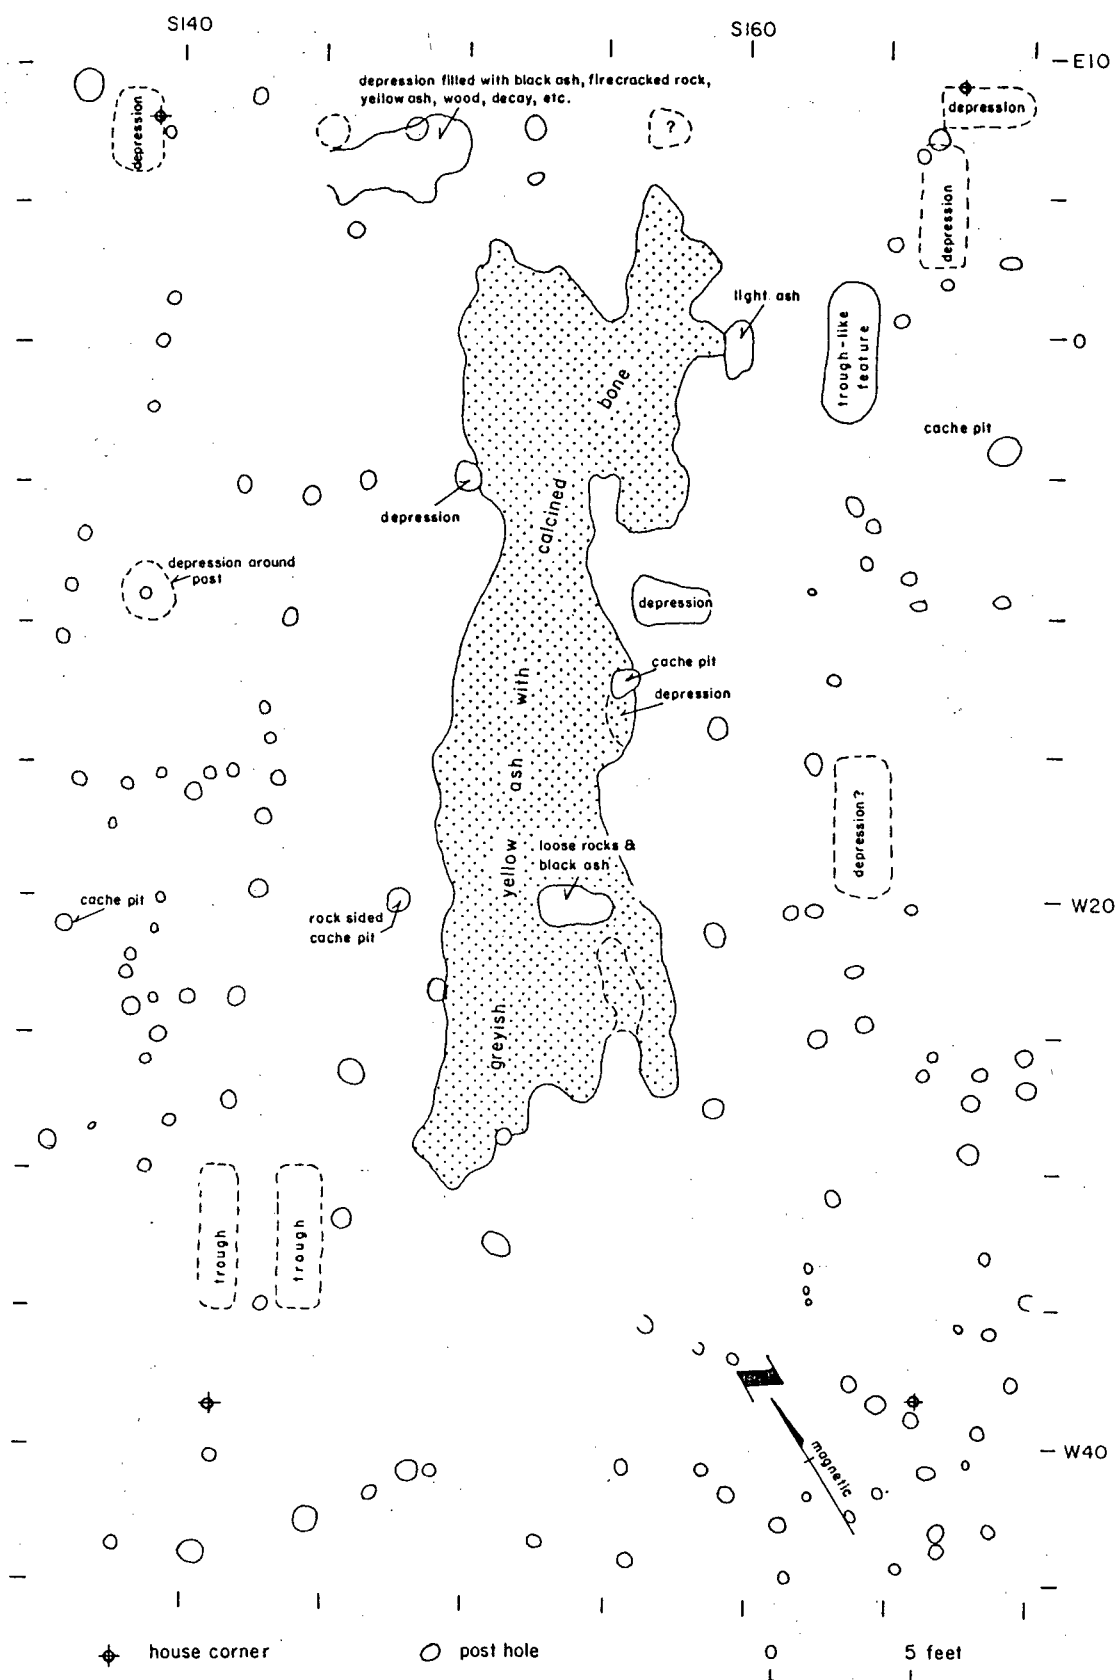 S140
S160
E10
depression filled with black ash, firecracked rock,
yellow ash, wood, decay, etc.
depression
?
depression
depression
light ash
trough-like
feature
0
bone
cache pit
depression
calcined
depression around
post
depression
cache pit
depression
with
ash
depression?
loose rocks &
black ash
yellow
cache pit
rock sided
cache pit
W20
greyish
trough
trough
magnetic
W40
house corner
post hole
0
5 feet